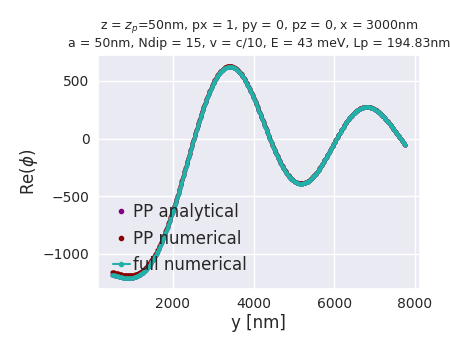 z = z_p=50nm, px = 1, py = 0, pz = 0, x = 3000nm
a = 50nm, Ndip = 15, v = c/10, E = 43 meV, Lp = 194.83nm
Re(ϕ)
500
0
−500
−1000
PP analytical
PP numerical
full numerical
2000 4000 6000 8000
y [nm]